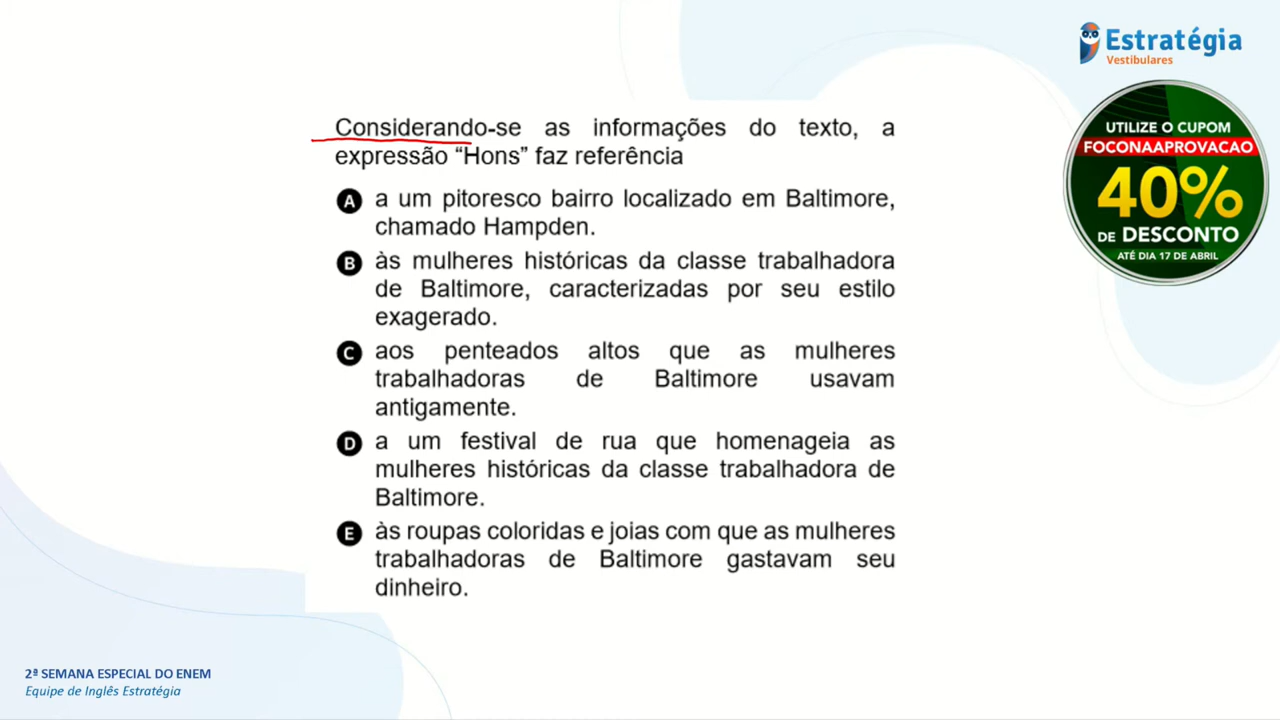 Estratégia
Vestibulares
UTILIZE O CUPOM
FOCONAAPROVACAO
40%
DE DESCONTO
ATÉ DIA 17 DE ABRIL
Considerando-se as informações do texto, a
expressão “Hons” faz referência
A a um pitoresco bairro localizado em Baltimore,
chamado Hampden.
B às mulheres históricas da classe trabalhadora
de Baltimore, caracterizadas por seu estilo
exagerado.
C aos penteados altos que as mulheres
trabalhadoras de Baltimore usavam
antigamente.
D a um festival de rua que homenageia as
mulheres históricas da classe trabalhadora de
Baltimore.
E às roupas coloridas e joias com que as mulheres
trabalhadoras de Baltimore gastavam seu
dinheiro.
2ª SEMANA ESPECIAL DO ENEM
Equipe de Inglês Estratégia